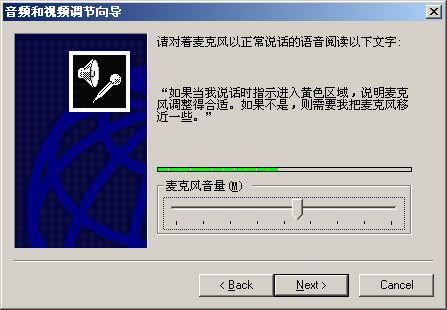 音频和视频调节向导
请对着麦克风以正常说话的语音阅读以下文字:
“如果当我说话时指示进入黄色区域，说明麦克
风调整得合适。如果不是，则需要我把麦克风移
近一些。”
麦克风音量(M)
< Back
Next >
Cancel